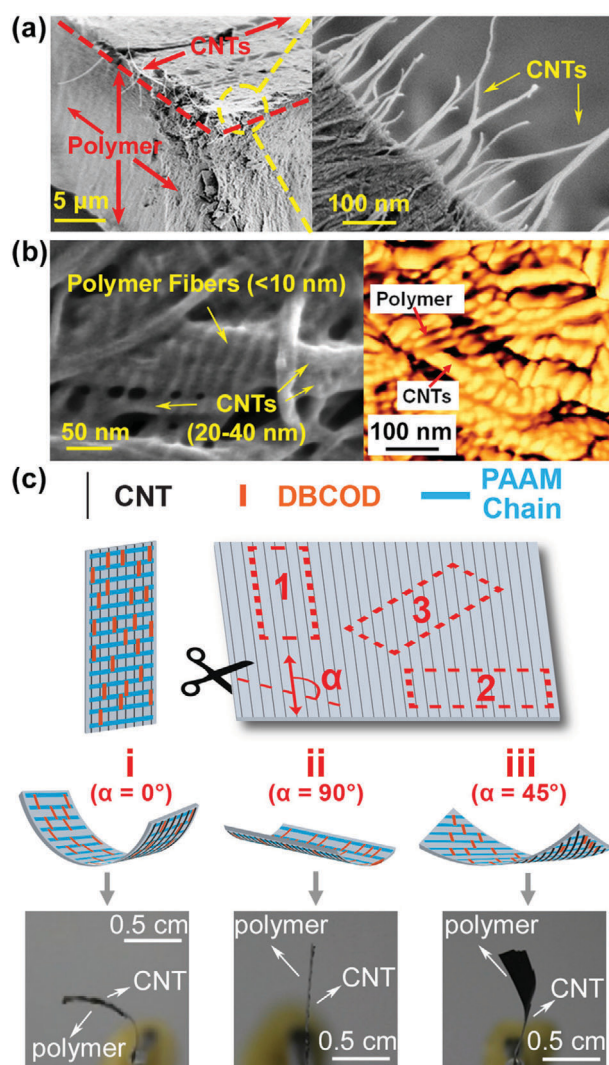 (a)
CNTs
Polymer
5 μm
CNTs
100 nm
(b)
Polymer Fibers (<10 nm)
CNTs
(20-40 nm)
50 nm
Polymer
CNTs
100 nm
(c)
CNT
DBCOD
PAAM
Chain
1
3
α
2
i
(α = 0°)
ii
(α = 90°)
iii
(α = 45°)
0.5 cm
CNT
polymer
polymer
CNT
0.5 cm
polymer
CNT
0.5 cm